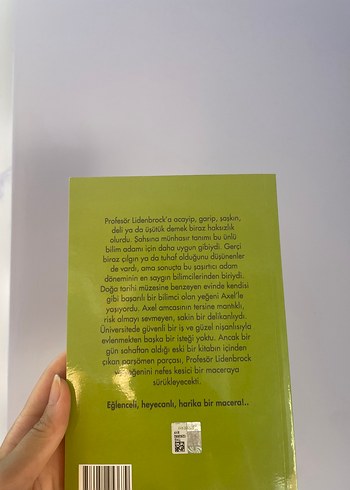 Profesör Lidenbrock'a acayip, garip, şaşkın,
deli ya da üşütük demek biraz haksızlık
olurdu. Şahsına münhasır tanımı bu ünlü
bilim adamı için daha uygun gibiydi. Gerçi
biraz çılgın ya da tuhaf olduğunu düşünenler
de vardı, ama sonuçta bu şaşırtıcı adam
döneminin en saygın bilimcilerinden biriydi.
Doğa tarihi müzesine benzeyen evinde kendisi
gibi başarılı bir bilimci olan yeğeni Axel'le
yaşıyordu. Axel amcasının tersine mantıklı,
risk almayı sevmeyen, sakin bir delikanlıydı.
Üniversitede güvenli bir iş ve güzel nişanlısıyla
evlenmekten başka bir isteği yoktu. Ancak bir
gün sahaftan aldığı eski bir kitabın içinden
çıkan parşömen parçası, Profesör Lidenbrock
yeğenini nefes kesici bir maceraya
sürükleyecekti.
Eğlenceli, heyecanlı, harika bir macera!..